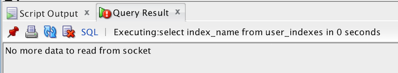 Script Output x Query Result x
SQL | Executing:select index_name from user_indexes in 0 seconds
No more data to read from socket